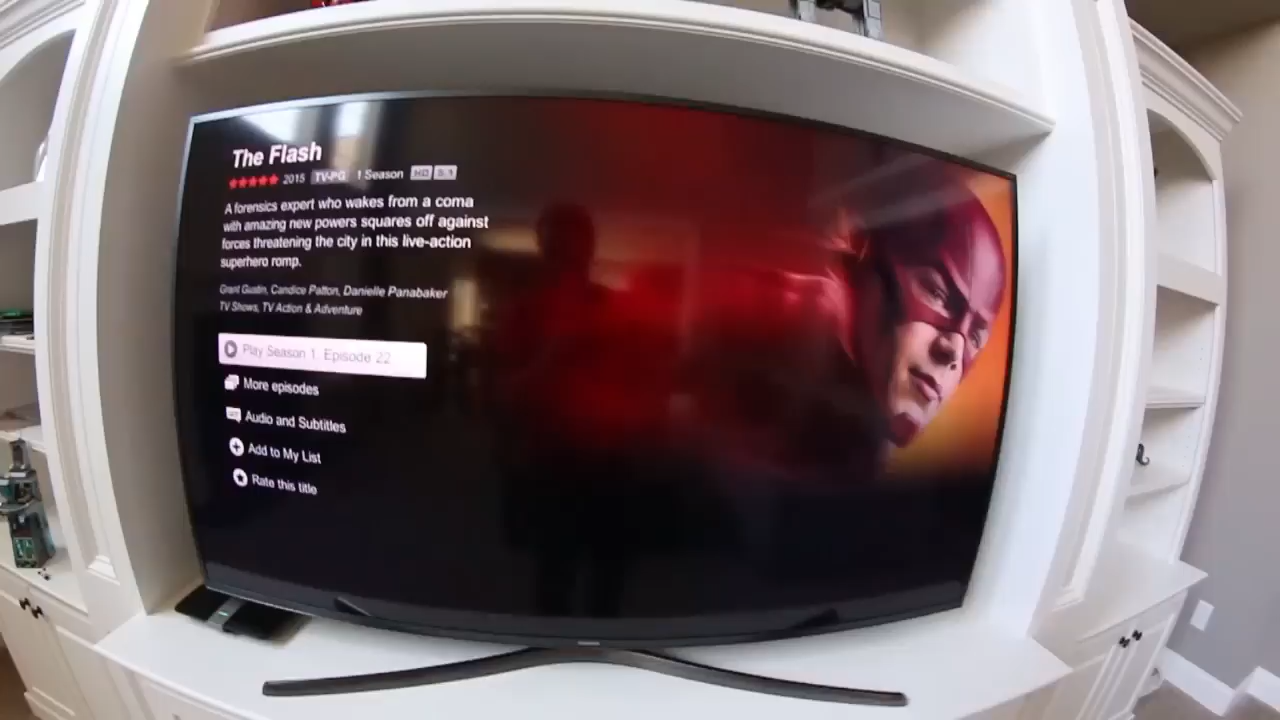 The Flash
2015 TV-PG 1 Season HD 5.1
A forensics expert who wakes from a coma
with amazing new powers squares off against
forces threatening the city in this live-action
superhero romp.
Grant Gustin, Candice Patton, Danielle Panabaker
TV Shows, TV Action & Adventure
Play Season 1 Episode 22
More episodes
Audio and Subtitles
Add to My List
Rate this title